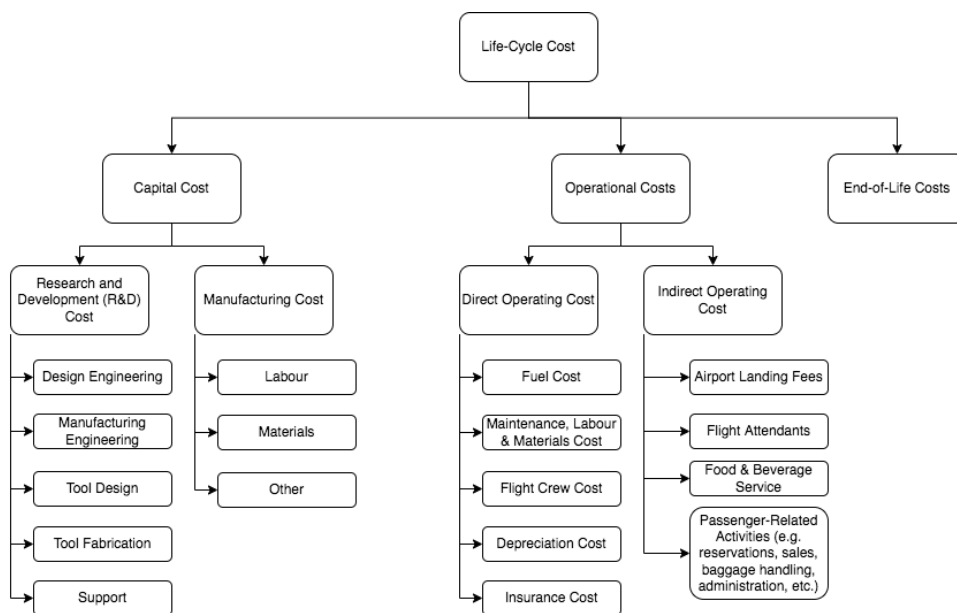 Life-Cycle Cost
Capital Cost
Operational Costs
End-of-Life Costs
Research and
Development (R&D)
Cost
Manufacturing Cost
Direct Operating Cost
Indirect Operating
Cost
Design Engineering
Manufacturing
Engineering
Tool Design
Tool Fabrication
Support
Labour
Materials
Other
Fuel Cost
Maintenance, Labour
& Materials Cost
Flight Crew Cost
Depreciation Cost
Insurance Cost
Airport Landing Fees
Flight Attendants
Food & Beverage
Service
Passenger-Related
Activities (e.g.
reservations, sales,
baggage handling,
administration, etc.)